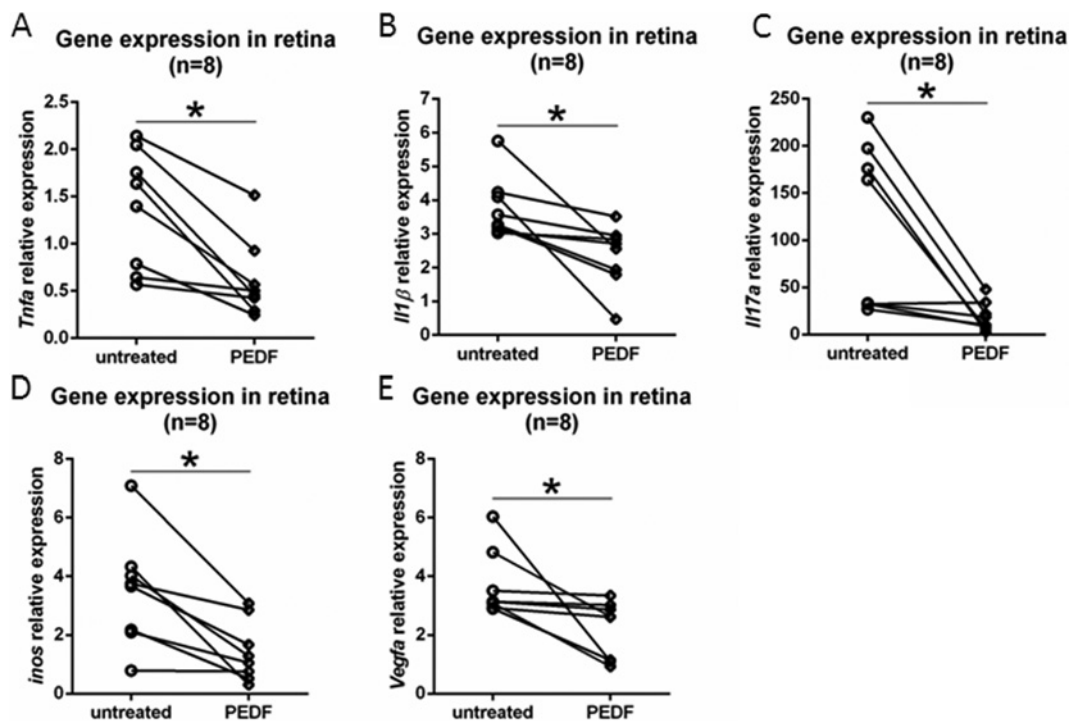 A
Gene expression in retina
(n=8)
*
Tnfa relative expression
2.5
2.0
1.5
1.0
0.5
0.0
untreated
PEDF
B
Gene expression in retina
(n=8)
*
Il1β relative expression
7
6
5
4
3
2
1
0
untreated
PEDF
C
Gene expression in retina
(n=8)
*
Il17a relative expression
250
200
150
100
50
0
untreated
PEDF
D
Gene expression in retina
(n=8)
*
inos relative expression
8
6
4
2
0
untreated
PEDF
E
Gene expression in retina
(n=8)
*
Vegfa relative expression
8
6
4
2
0
untreated
PEDF